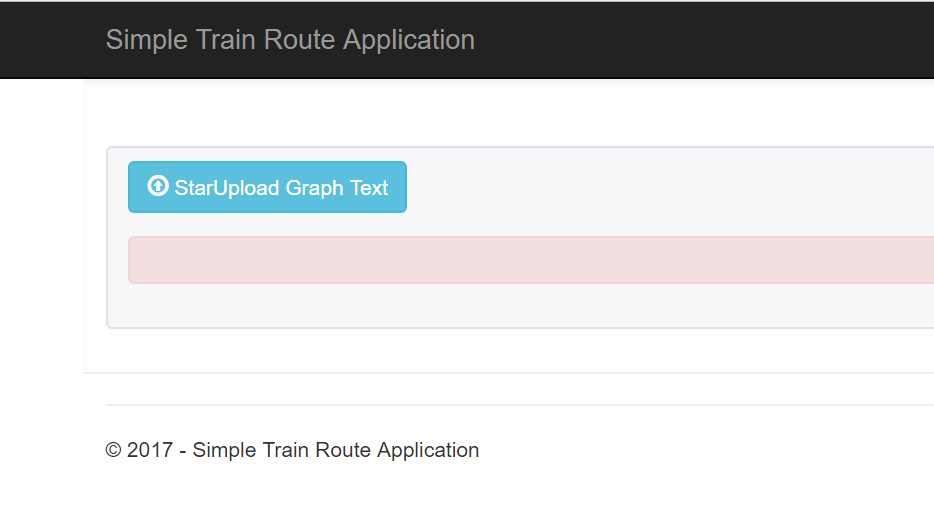 Simple Train Route Application
StarUpload Graph Text
© 2017 - Simple Train Route Application